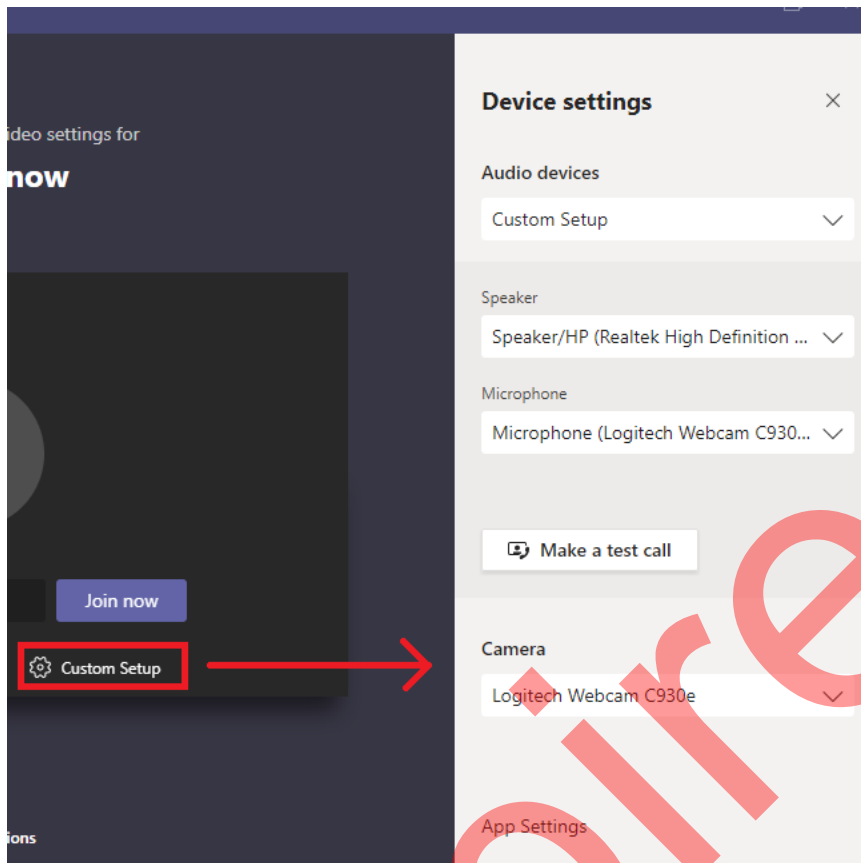 ideo settings for
now
Join now
Custom Setup
ions
Device settings
Audio devices
Custom Setup
Speaker
Speaker/HP (Realtek High Definition ...
Microphone
Microphone (Logitech Webcam C930...
Make a test call
Camera
Logitech Webcam C930e
App Settings
pire